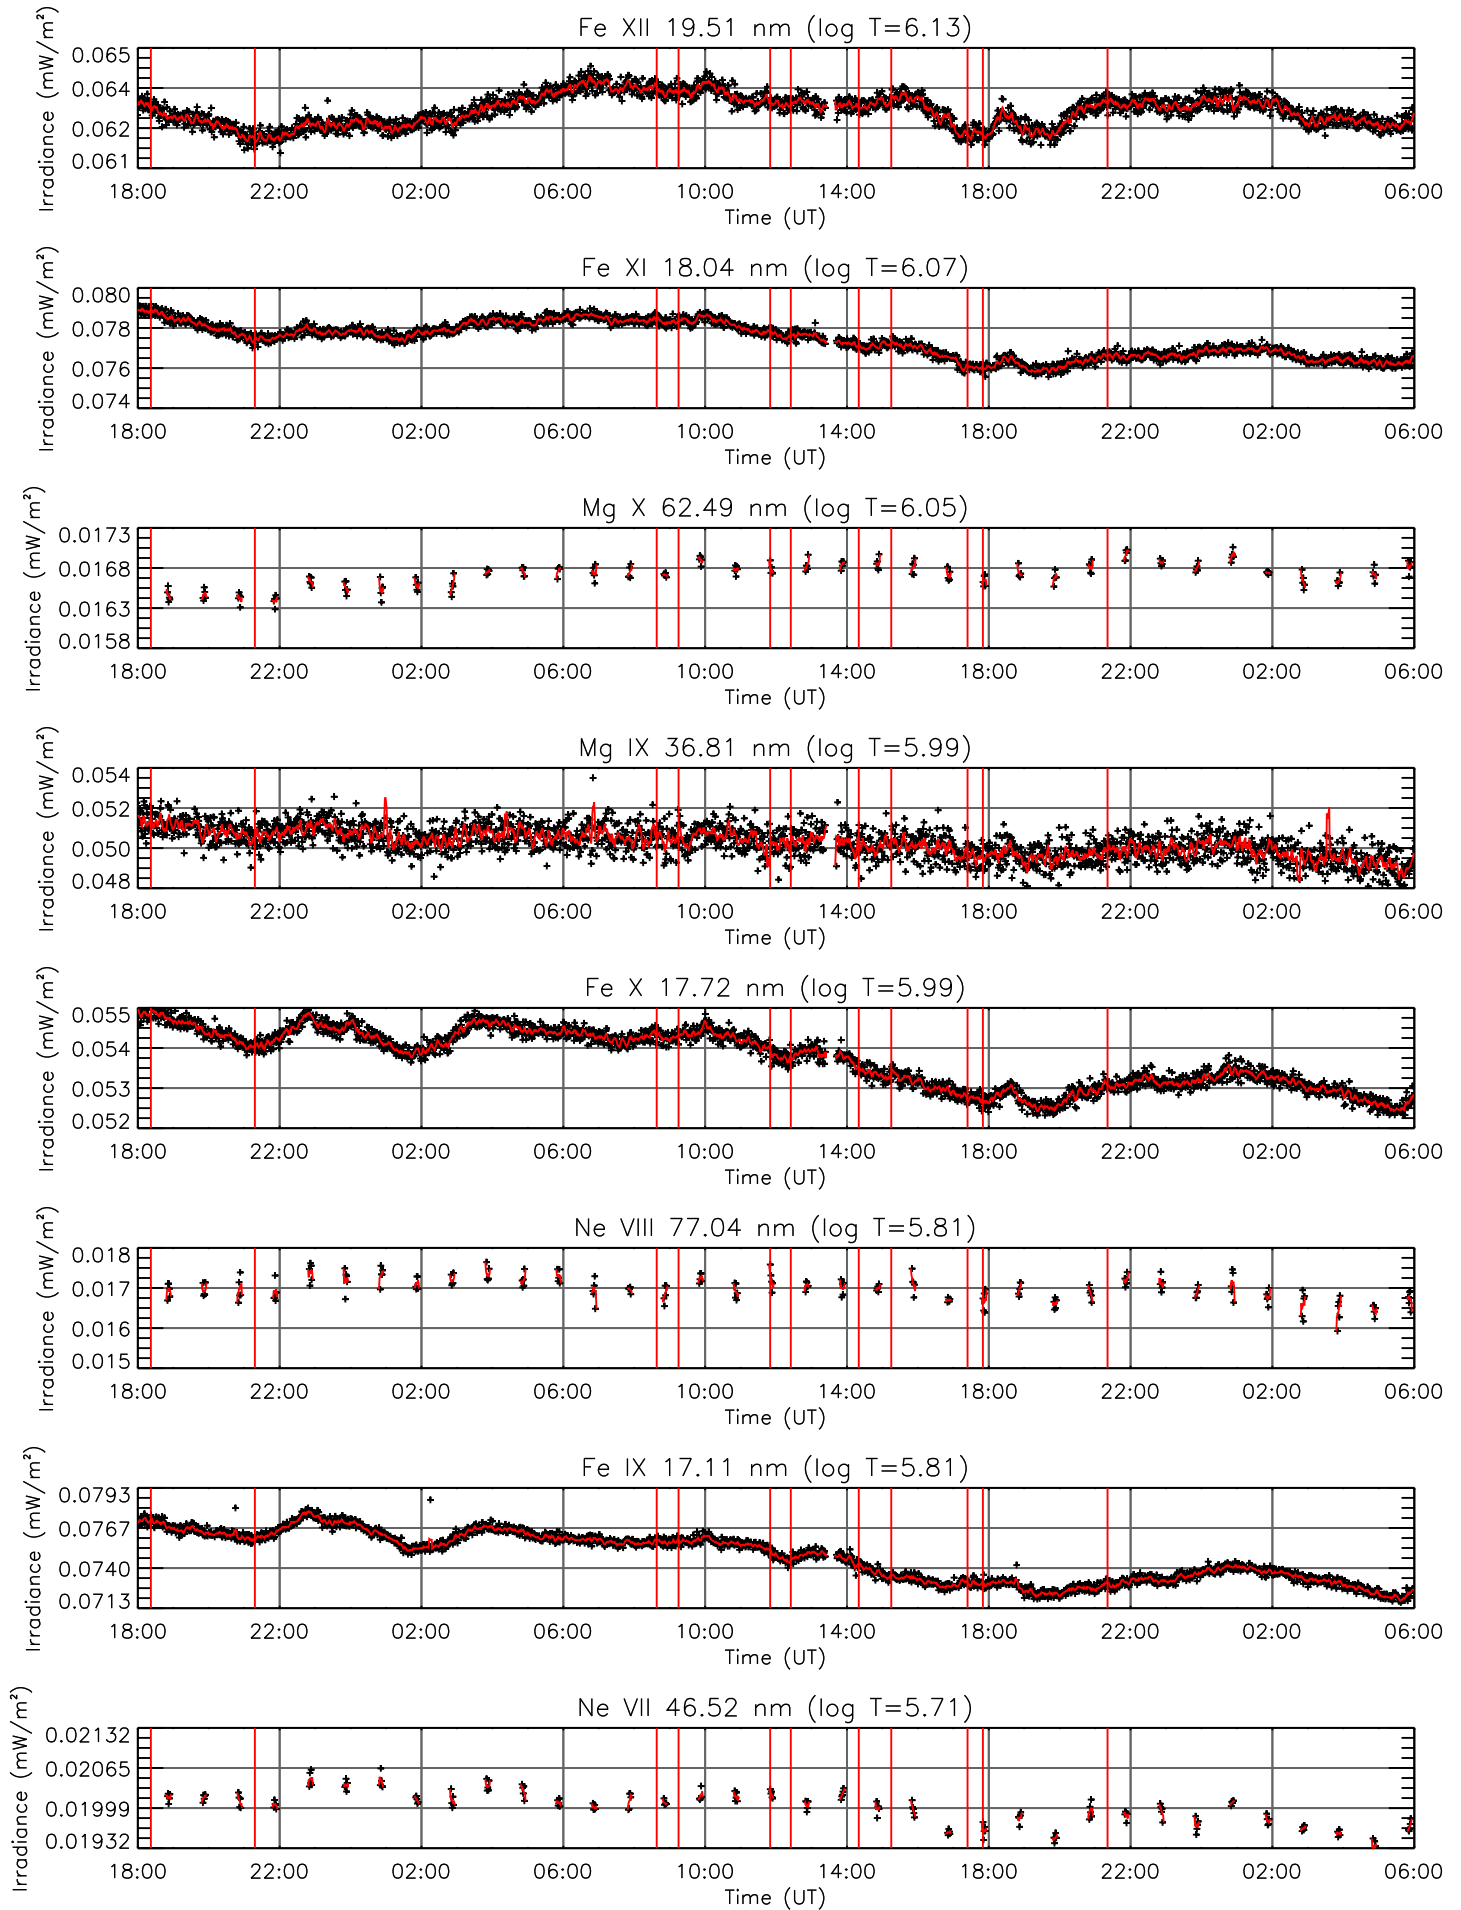 Fe XII 19.51 nm (log T=6.13)
Irradiance (mW/m²)
0.065
0.064
0.062
0.061
18:00 22:00 02:00 06:00 10:00 14:00 18:00 22:00 02:00 06:00
Time (UT)
Fe XI 18.04 nm (log T=6.07)
Irradiance (mW/m²)
0.080
0.078
0.076
0.074
18:00 22:00 02:00 06:00 10:00 14:00 18:00 22:00 02:00 06:00
Time (UT)
Mg X 62.49 nm (log T=6.05)
Irradiance (mW/m²)
0.0173
0.0168
0.0163
0.0158
18:00 22:00 02:00 06:00 10:00 14:00 18:00 22:00 02:00 06:00
Time (UT)
Mg IX 36.81 nm (log T=5.99)
Irradiance (mW/m²)
0.054
0.052
0.050
0.048
18:00 22:00 02:00 06:00 10:00 14:00 18:00 22:00 02:00 06:00
Time (UT)
Fe X 17.72 nm (log T=5.99)
Irradiance (mW/m²)
0.055
0.054
0.053
0.052
18:00 22:00 02:00 06:00 10:00 14:00 18:00 22:00 02:00 06:00
Time (UT)
Ne VIII 77.04 nm (log T=5.81)
Irradiance (mW/m²)
0.018
0.017
0.016
0.015
18:00 22:00 02:00 06:00 10:00 14:00 18:00 22:00 02:00 06:00
Time (UT)
Fe IX 17.11 nm (log T=5.81)
Irradiance (mW/m²)
0.0793
0.0767
0.0740
0.0713
18:00 22:00 02:00 06:00 10:00 14:00 18:00 22:00 02:00 06:00
Time (UT)
Ne VII 46.52 nm (log T=5.71)
Irradiance (mW/m²)
0.02132
0.02065
0.01999
0.01932
18:00 22:00 02:00 06:00 10:00 14:00 18:00 22:00 02:00 06:00
Time (UT)